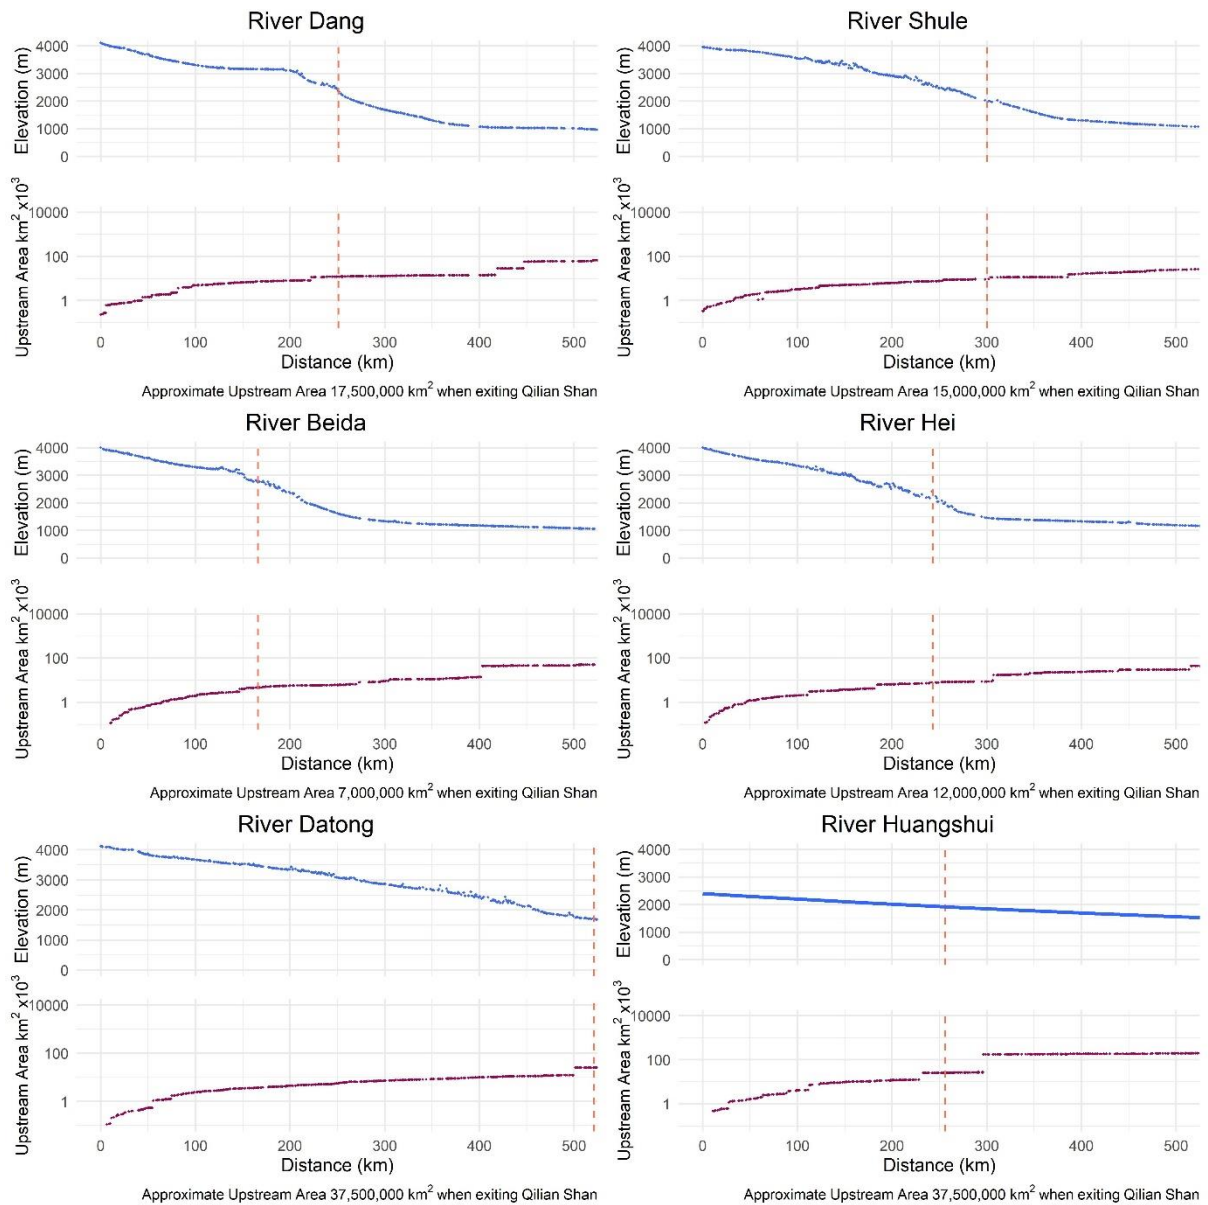 River Dang
Elevation (m)
4000
3000
2000
1000
0
Upstream Area km² x10³
10000
100
1
0 100 200 300 400 500
Distance (km)
Approximate Upstream Area 17,500,000 km² when exiting Qilian Shan
River Shule
Elevation (m)
4000
3000
2000
1000
0
Upstream Area km² x10³
10000
100
1
0 100 200 300 400 500
Distance (km)
Approximate Upstream Area 15,000,000 km² when exiting Qilian Shan
River Beida
Elevation (m)
4000
3000
2000
1000
0
Upstream Area km² x10³
10000
100
1
0 100 200 300 400 500
Distance (km)
Approximate Upstream Area 7,000,000 km² when exiting Qilian Shan
River Hei
Elevation (m)
4000
3000
2000
1000
0
Upstream Area km² x10³
10000
100
1
0 100 200 300 400 500
Distance (km)
Approximate Upstream Area 12,000,000 km² when exiting Qilian Shan
River Datong
Elevation (m)
4000
3000
2000
1000
0
Upstream Area km² x10³
10000
100
1
0 100 200 300 400 500
Distance (km)
Approximate Upstream Area 37,500,000 km² when exiting Qilian Shan
River Huangshui
Elevation (m)
4000
3000
2000
1000
0
Upstream Area km² x10³
10000
100
1
0 100 200 300 400 500
Distance (km)
Approximate Upstream Area 37,500,000 km² when exiting Qilian Shan